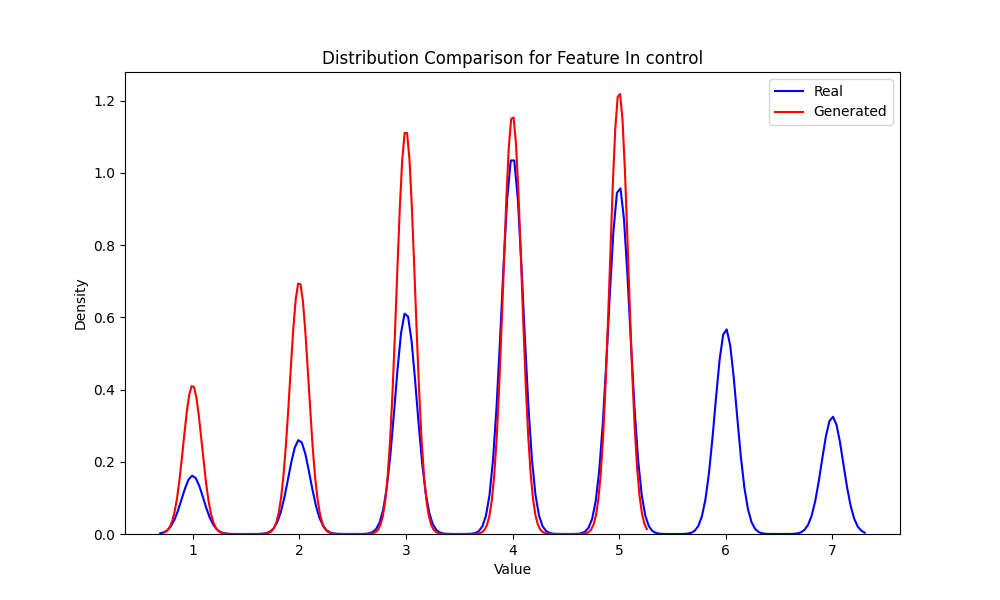 Distribution Comparison for Feature In control
Real
Generated
Density
1.2
1.0
0.8
0.6
0.4
0.2
0.0
1 2 3 4 5 6 7
Value